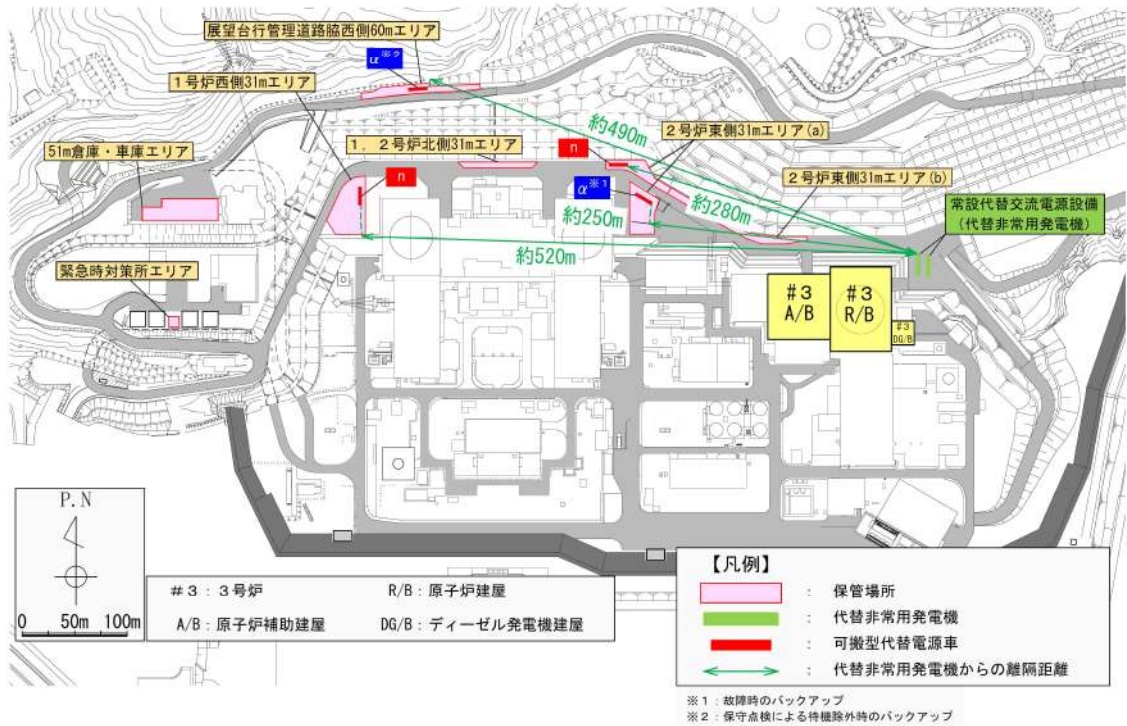 展望台行管理道路脇西側60mエリア
α※2
1号炉西側31mエリア
約490m
2号炉東側31mエリア(a)
1,2号炉北側31mエリア
n
51m倉庫・車庫エリア
n
α※1
2号炉東側31mエリア(b)
約280m
常設代替交流電源設備
(代替非常用発電機)
約250m
約520m
緊急時対策所エリア
#3
A/B
#3
R/B
#3
DG/B
P.N
0 50m 100m
#3:3号炉
R/B:原子炉建屋
A/B:原子炉補助建屋
DG/B:ディーゼル発電機建屋
【凡例】
: 保管場所
: 代替非常用発電機
: 可搬型代替電源車
: 代替非常用発電機からの離隔距離
※1:故障時のバックアップ
※2:保守点検による待機除外時のバックアップ